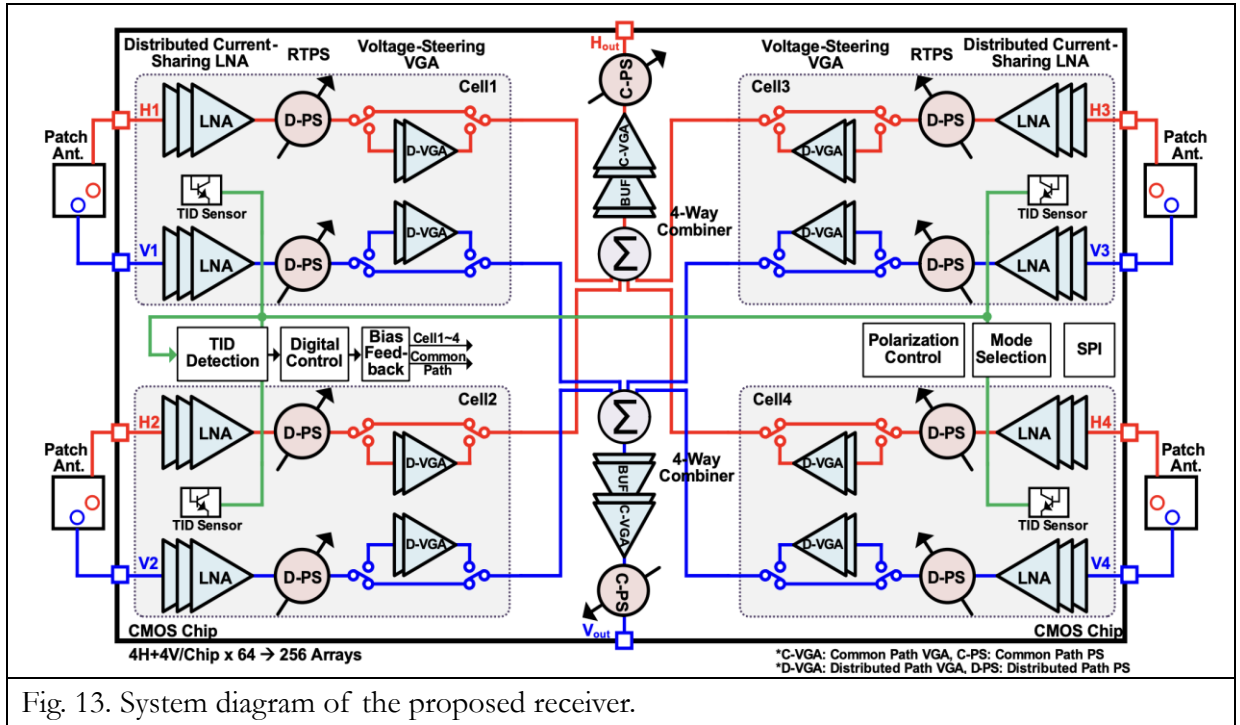 Distributed Current-
Sharing LNA
RTPS
Voltage-Steering
VGA
H1
LNA
D-PS
D-VGA
Cell1
Patch
Ant.
TID Sensor
V1
LNA
D-PS
D-VGA
Hout
C-PS
C-VGA
BUF
Σ
4-Way
Combiner
Voltage-Steering
VGA
RTPS
Distributed Current-
Sharing LNA
Cell3
D-VGA
D-PS
LNA
H3
Patch
Ant.
TID Sensor
D-VGA
D-PS
LNA
V3
TID
Detection
Digital
Control
Bias
Feed-
back
Cell1~4
Common
Path
Polarization
Control
Mode
Selection
SPI
H2
LNA
D-PS
D-VGA
Cell2
Patch
Ant.
TID Sensor
V2
LNA
D-PS
D-VGA
Σ
4-Way
Combiner
BUF
C-VGA
C-PS
Vout
Cell4
D-VGA
D-PS
LNA
H4
Patch
Ant.
TID Sensor
D-VGA
D-PS
LNA
V4
CMOS Chip
CMOS Chip
4H+4V/Chip x 64 → 256 Arrays
*C-VGA: Common Path VGA, C-PS: Common Path PS
*D-VGA: Distributed Path VGA, D-PS: Distributed Path PS
Fig. 13. System diagram of the proposed receiver.